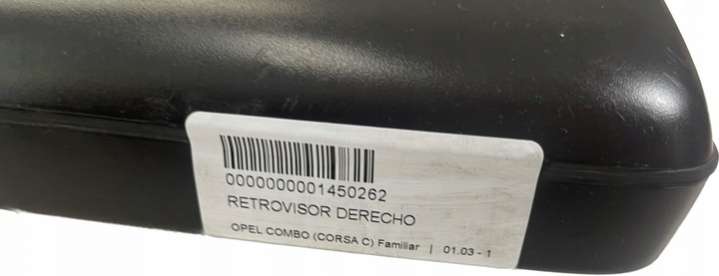 0000000001450262
RETROVISOR DERECHO
OPEL COMBO (CORSA C) Familiar | 01.03 - 1